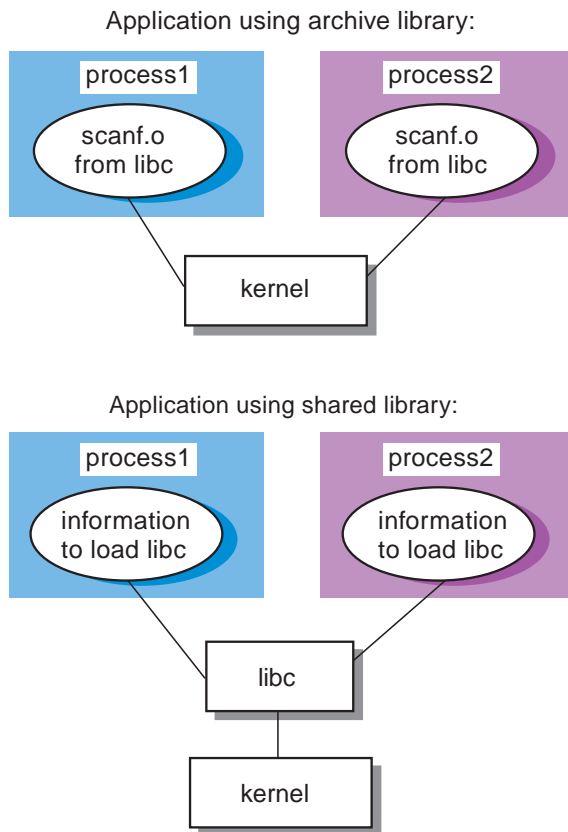 Application using archive library:
process1
process2
scanf.o
from libc
scanf.o
from libc
kernel
Application using shared library:
process1
process2
information
to load libc
information
to load libc
libc
kernel